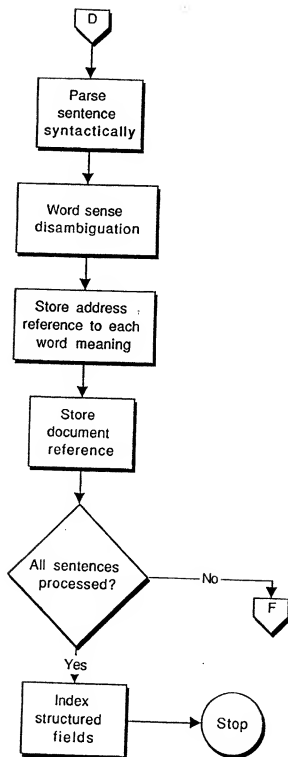 D
Parse
sentence
syntactically
Word sense
disambiguation
Store address
reference to each
word meaning
Store
document
reference
All sentences
processed?
No
F
Yes
Index
structured
fields
Stop